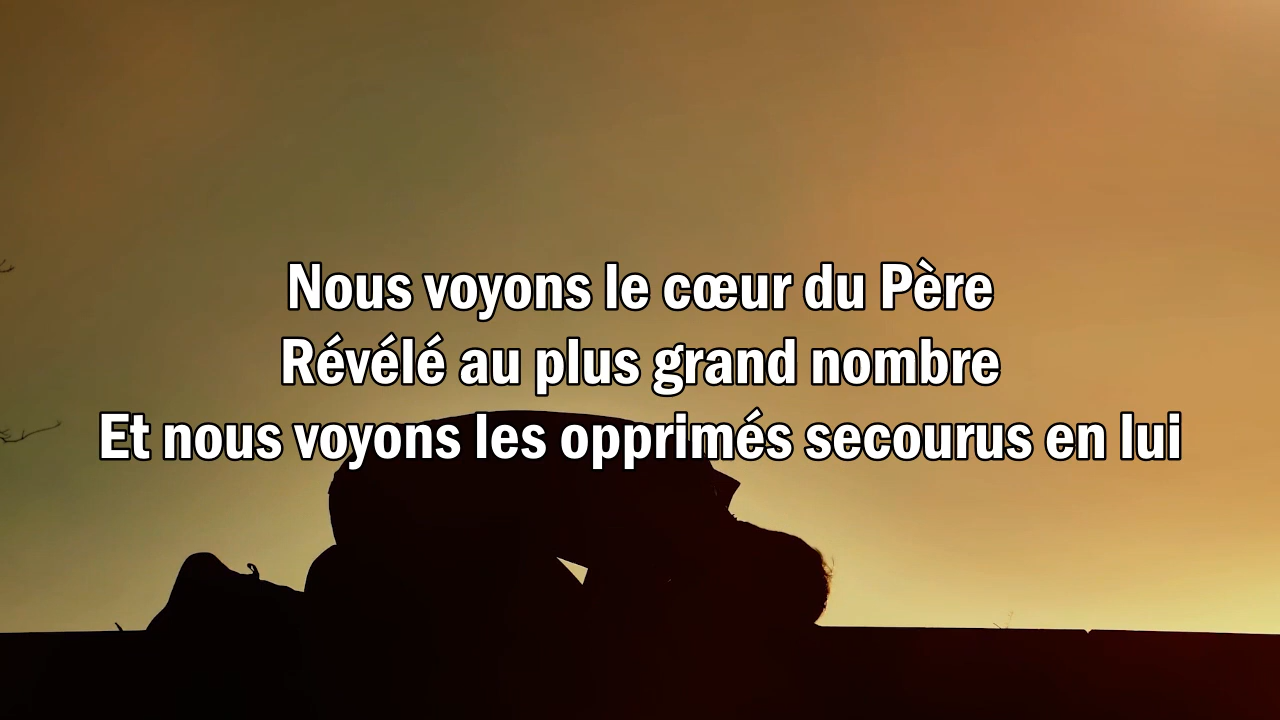 Nous voyons le cœur du Père
Révélé au plus grand nombre
Et nous voyons les opprimés secourus en lui